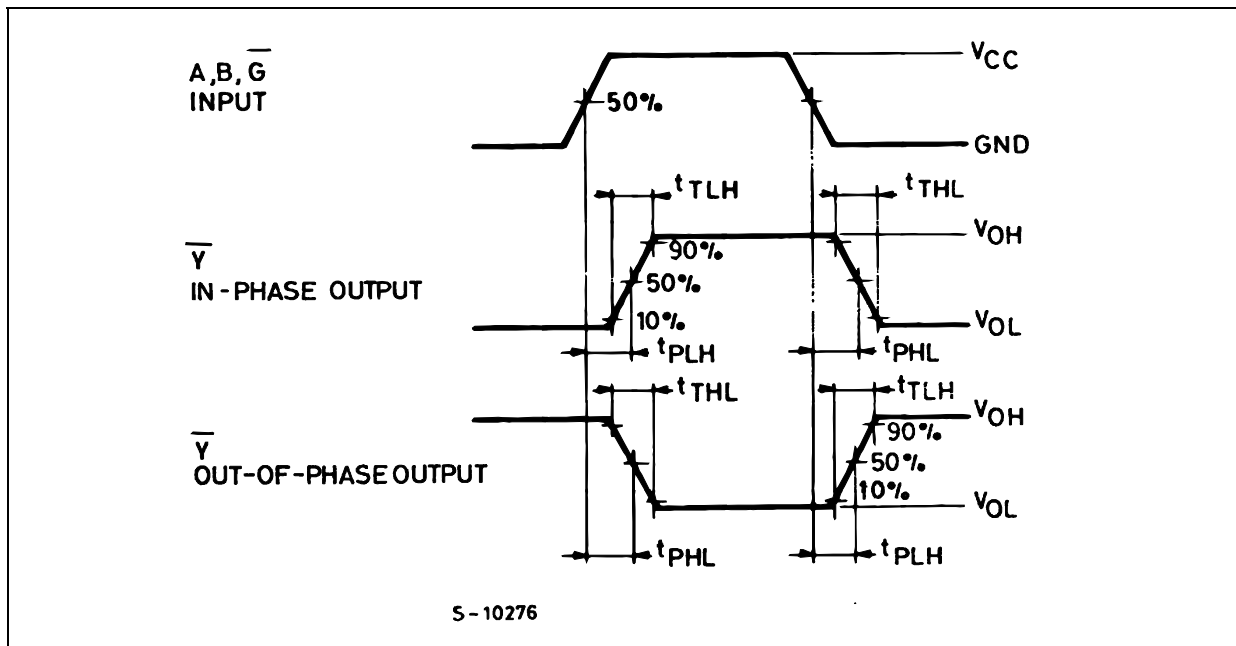 A,B,G̅
INPUT
50%
VCC
GND
tTLH
tTHL
Y̅
IN-PHASE OUTPUT
90%
50%
10%
VOH
VOL
tPLH
tPHL
tTHL
tTLH
Y̅
OUT-OF-PHASE OUTPUT
VOH
90%
50%
10%
VOL
tPHL
tPLH
S-10276